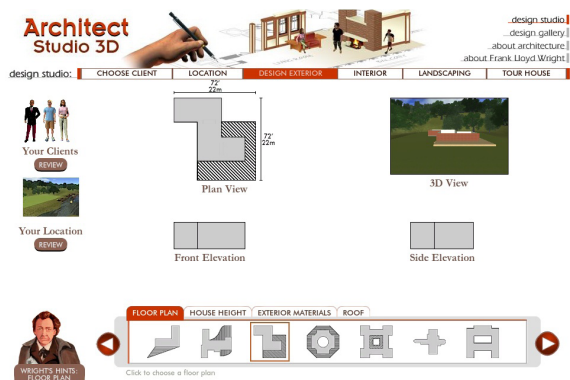 Architect
Studio 3D
design studio
design gallery
about architecture
about Frank Lloyd Wright
design studio:
CHOOSE CLIENT
LOCATION
DESIGN EXTERIOR
INTERIOR
LANDSCAPING
TOUR HOUSE
Your Clients
REVIEW
Your Location
REVIEW
72'
22m
72'
22m
Plan View
3D View
Front Elevation
Side Elevation
FLOOR PLAN
HOUSE HEIGHT
EXTERIOR MATERIALS
ROOF
WRIGHT'S HINTS:
FLOOR PLAN
Click to choose a floor plan